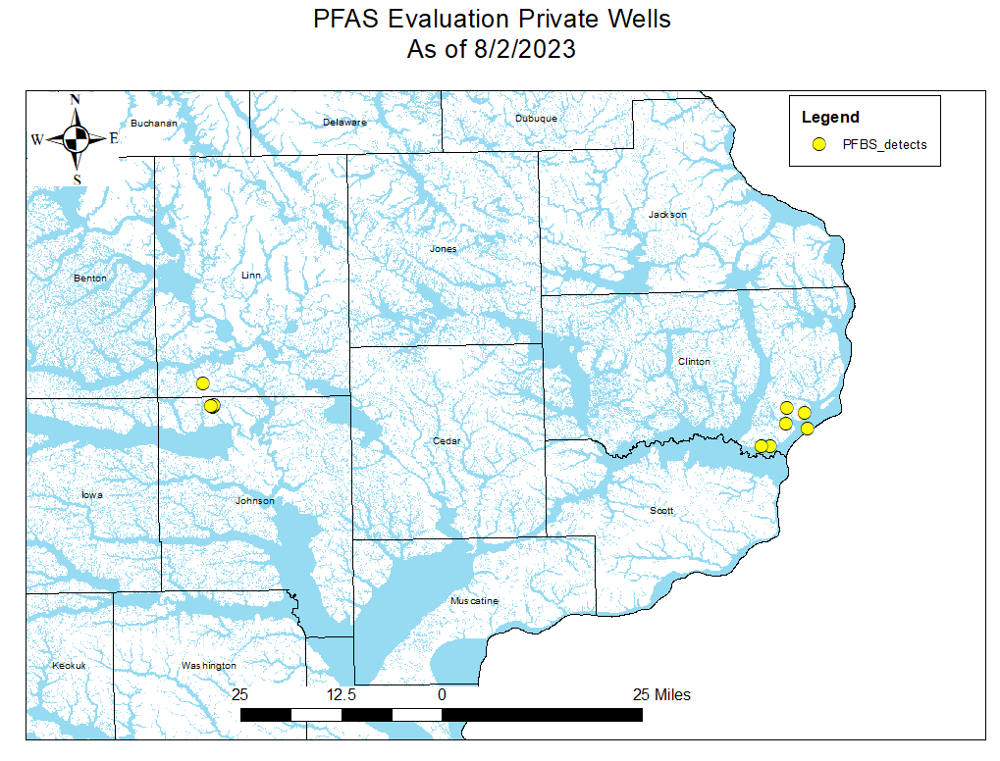 PFAS Evaluation Private Wells
As of 8/2/2023
N
W E
S
Legend
PFBS_detects
Buchanan
Delaware
Dubuque
Jackson
Jones
Linn
Benton
Clinton
Cedar
Iowa
Johnson
Scott
Muscatine
Keokuk
Washington
25 12.5 0 25 Miles